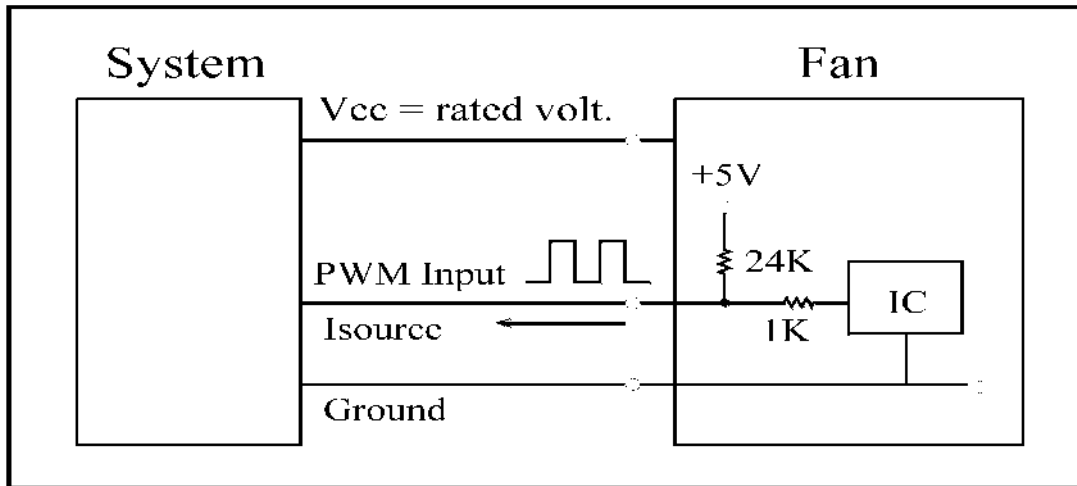 System
Fan
Vcc = rated volt.
+5V
24K
PWM Input
IC
1K
Isource
Ground